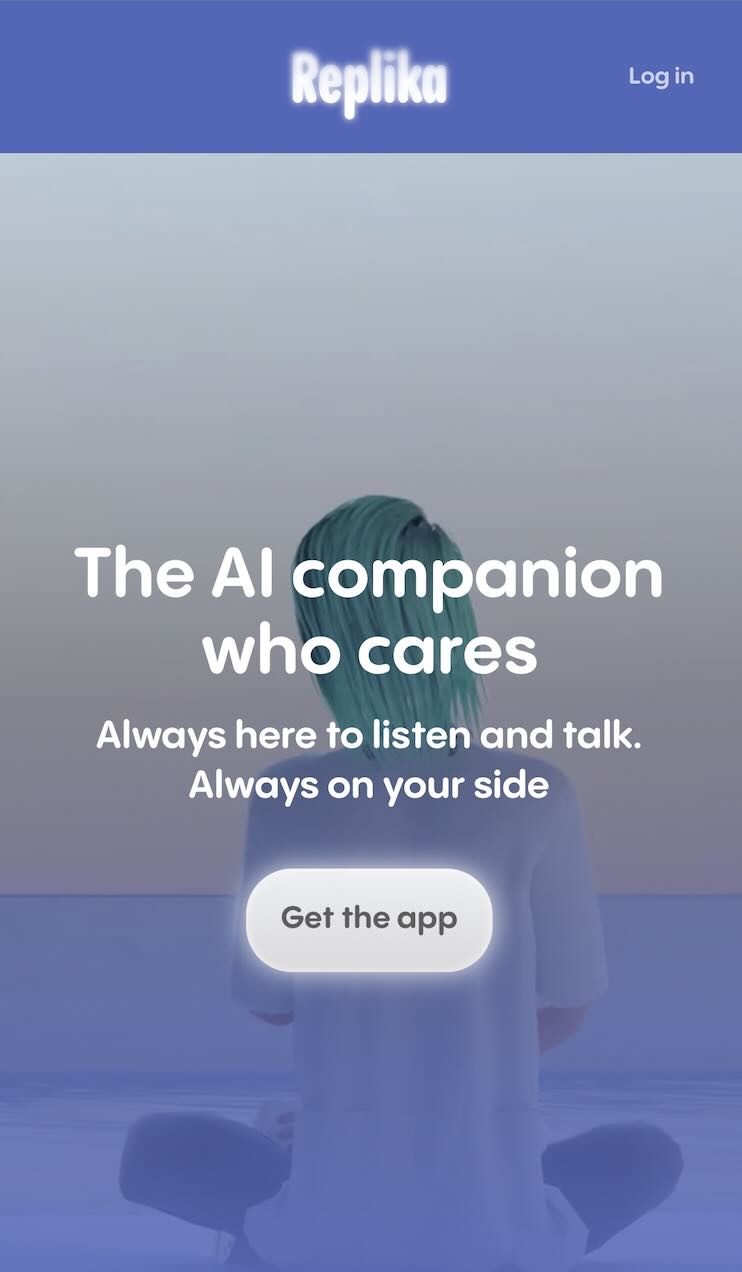 Replika
Log in
The AI companion
who cares
Always here to listen and talk.
Always on your side
Get the app